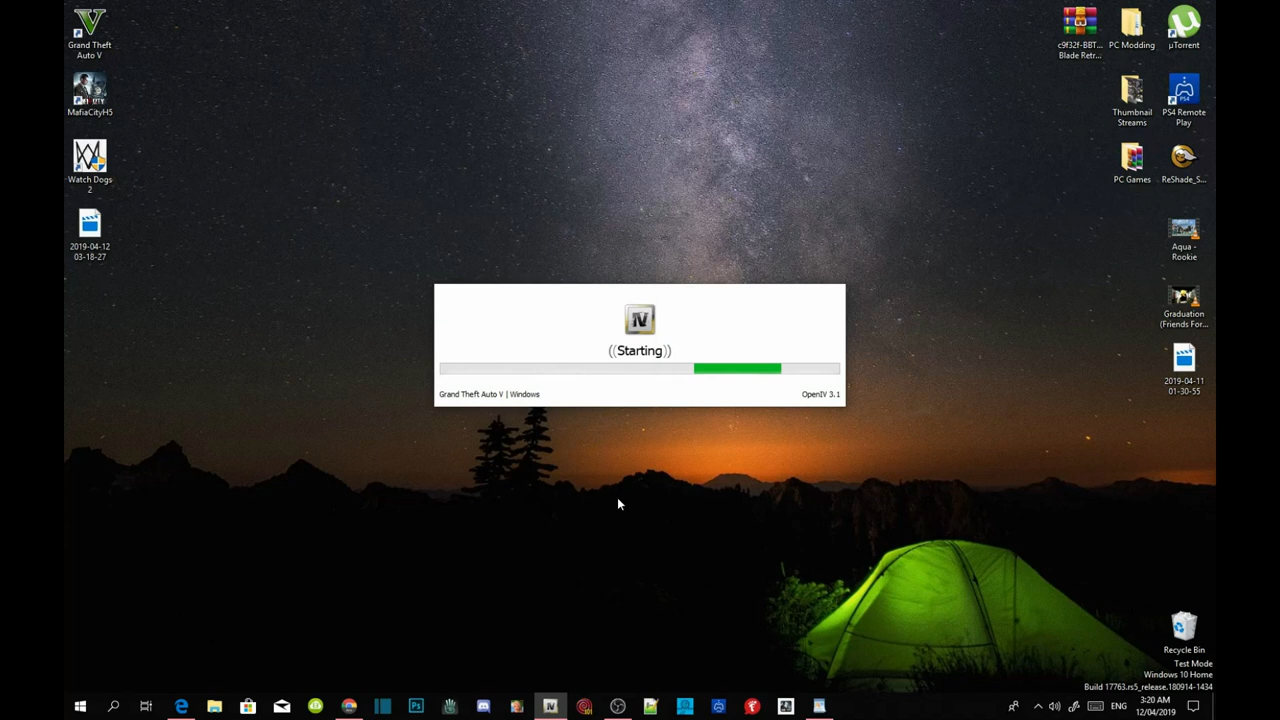 Grand Theft
Auto V
MafiaCityH5
Watch Dogs
2
2019-04-12
03-18-27
c9f32f-BBT...
Blade Retr...
PC Modding
µTorrent
Thumbnail
Streams
PS4 Remote
Play
PC Games
ReShade_S...
Aqua -
Rookie
Graduation
(Friends For...
2019-04-11
01-30-55
IV
((Starting))
Grand Theft Auto V | Windows
OpenIV 3.1
Recycle Bin
Test Mode
Windows 10 Home
Build 17763.rs5_release.180914-1434
Ps
IV
ENG
3:20 AM
12/04/2019